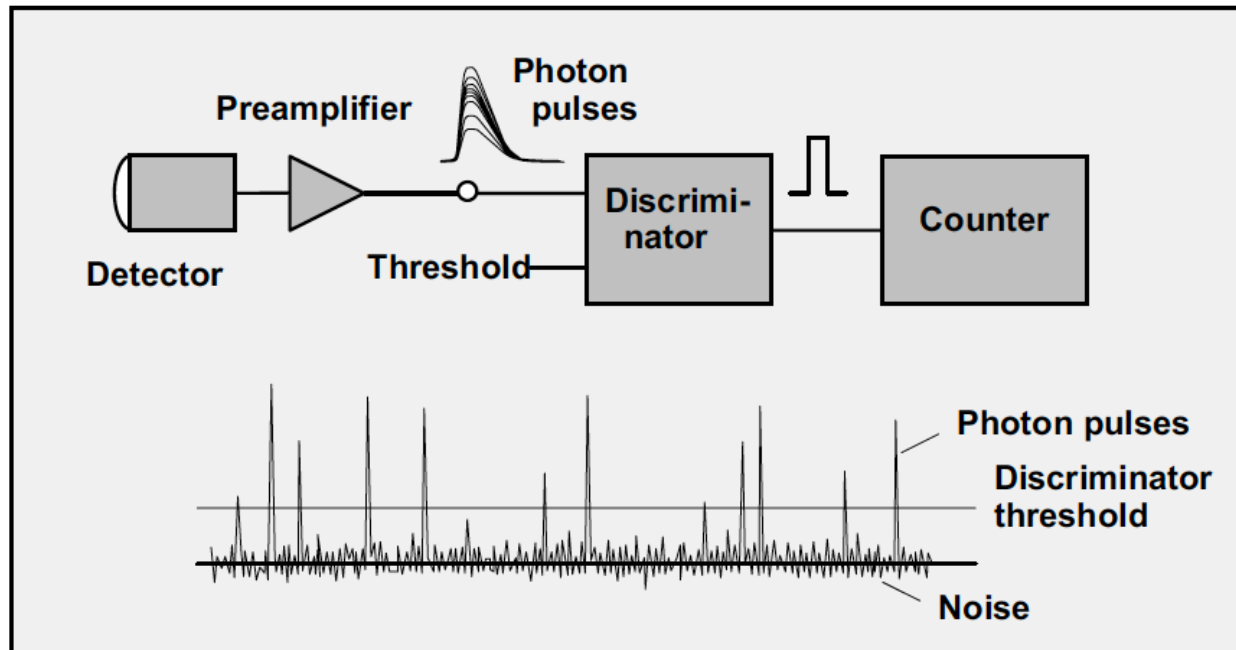 Photon
pulses
Preamplifier
Discrimi-
nator
Counter
Threshold
Detector
Photon pulses
Discriminator
threshold
Noise